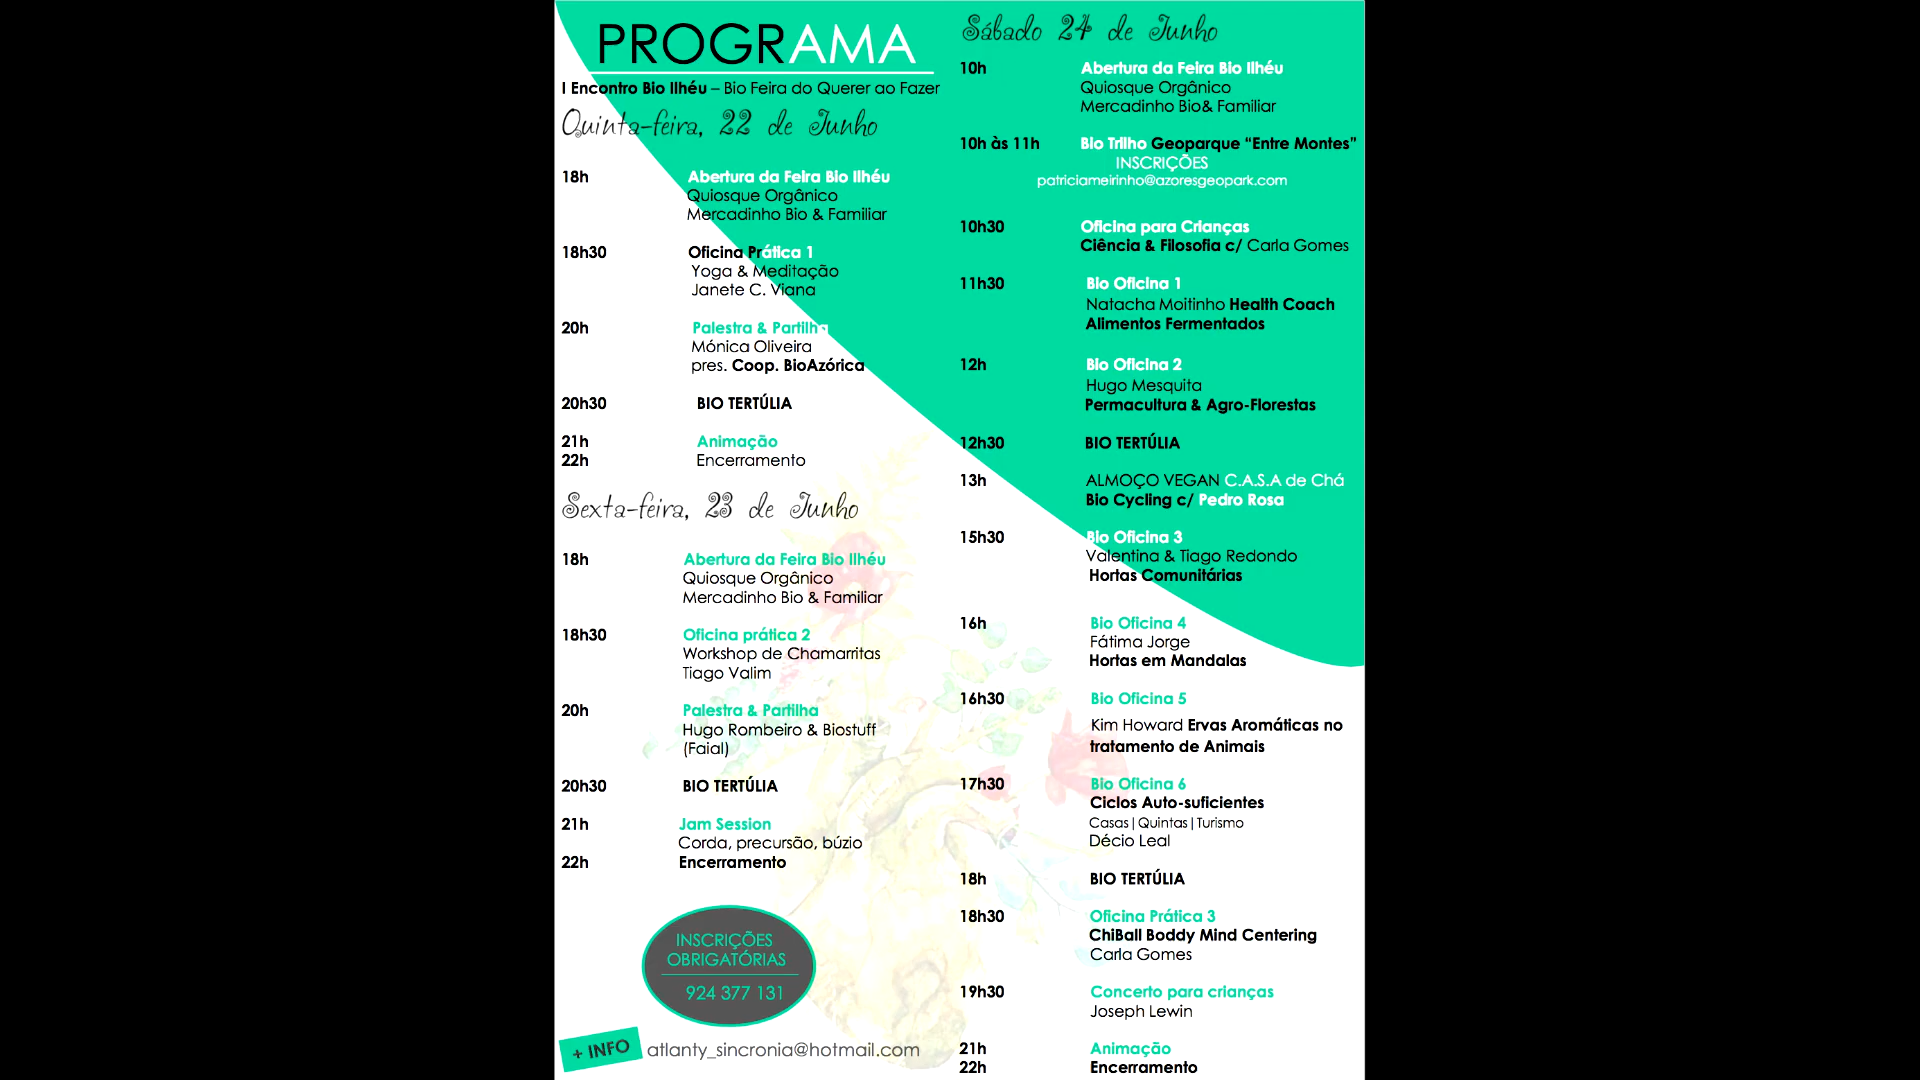 PROGRAMA
I Encontro Bio Ilhéu – Bio Feira do Querer ao Fazer
Quinta-feira, 22 de Junho
18h Abertura da Feira Bio Ilhéu
Quiosque Orgânico
Mercadinho Bio & Familiar
18h30 Oficina Prática 1
Yoga & Meditação
Janete C. Viana
20h Palestra & Partilha
Mónica Oliveira
pres. Coop. BioAzórica
20h30 BIO TERTÚLIA
21h Animação
22h Encerramento
Sexta-feira, 23 de Junho
18h Abertura da Feira Bio Ilhéu
Quiosque Orgânico
Mercadinho Bio & Familiar
18h30 Oficina prática 2
Workshop de Chamarritas
Tiago Valim
20h Palestra & Partilha
Hugo Rombeiro & Biostuff
(Faial)
20h30 BIO TERTÚLIA
21h Jam Session
Corda, precursão, búzio
22h Encerramento
INSCRIÇÕES
OBRIGATÓRIAS
924 377 131
+ INFO atlanty_sincronia@hotmail.com
Sábado 24 de Junho
10h Abertura da Feira Bio Ilhéu
Quiosque Orgânico
Mercadinho Bio& Familiar
10h às 11h Bio Trilho Geoparque “Entre Montes”
INSCRIÇÕES
patriciameirinho@azoresgeopark.com
10h30 Oficina para Crianças
Ciência & Filosofia c/ Carla Gomes
11h30 Bio Oficina 1
Natacha Moitinho Health Coach
Alimentos Fermentados
12h Bio Oficina 2
Hugo Mesquita
Permacultura & Agro-Florestas
12h30 BIO TERTÚLIA
13h ALMOÇO VEGAN C.A.S.A de Chá
Bio Cycling c/ Pedro Rosa
15h30 Bio Oficina 3
Valentina & Tiago Redondo
Hortas Comunitárias
16h Bio Oficina 4
Fátima Jorge
Hortas em Mandalas
16h30 Bio Oficina 5
Kim Howard Ervas Aromáticas no
tratamento de Animais
17h30 Bio Oficina 6
Ciclos Auto-suficientes
Casas|Quintas|Turismo
Décio Leal
18h BIO TERTÚLIA
18h30 Oficina Prática 3
ChiBall Boddy Mind Centering
Carla Gomes
19h30 Concerto para crianças
Joseph Lewin
21h Animação
22h Encerramento